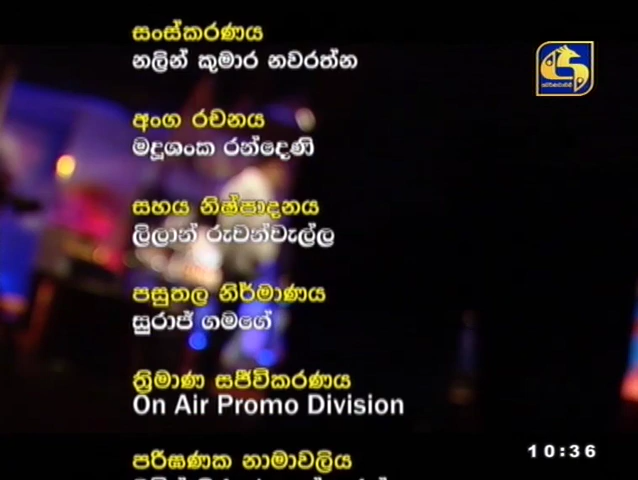 සංස්කරණය
නලින් කුමාර නවරත්න
අංග රචනය
මදූශංක රන්දෙණි
සහය නිෂ්පාදනය
ලිලාන් රුවන්වැල්ල
පසුතල නිර්මාණය
සුරාජ් ගමගේ
ත්‍රිමාණ සජීවිකරණය
On Air Promo Division
පරිඝණක නාමාවලිය
10:36